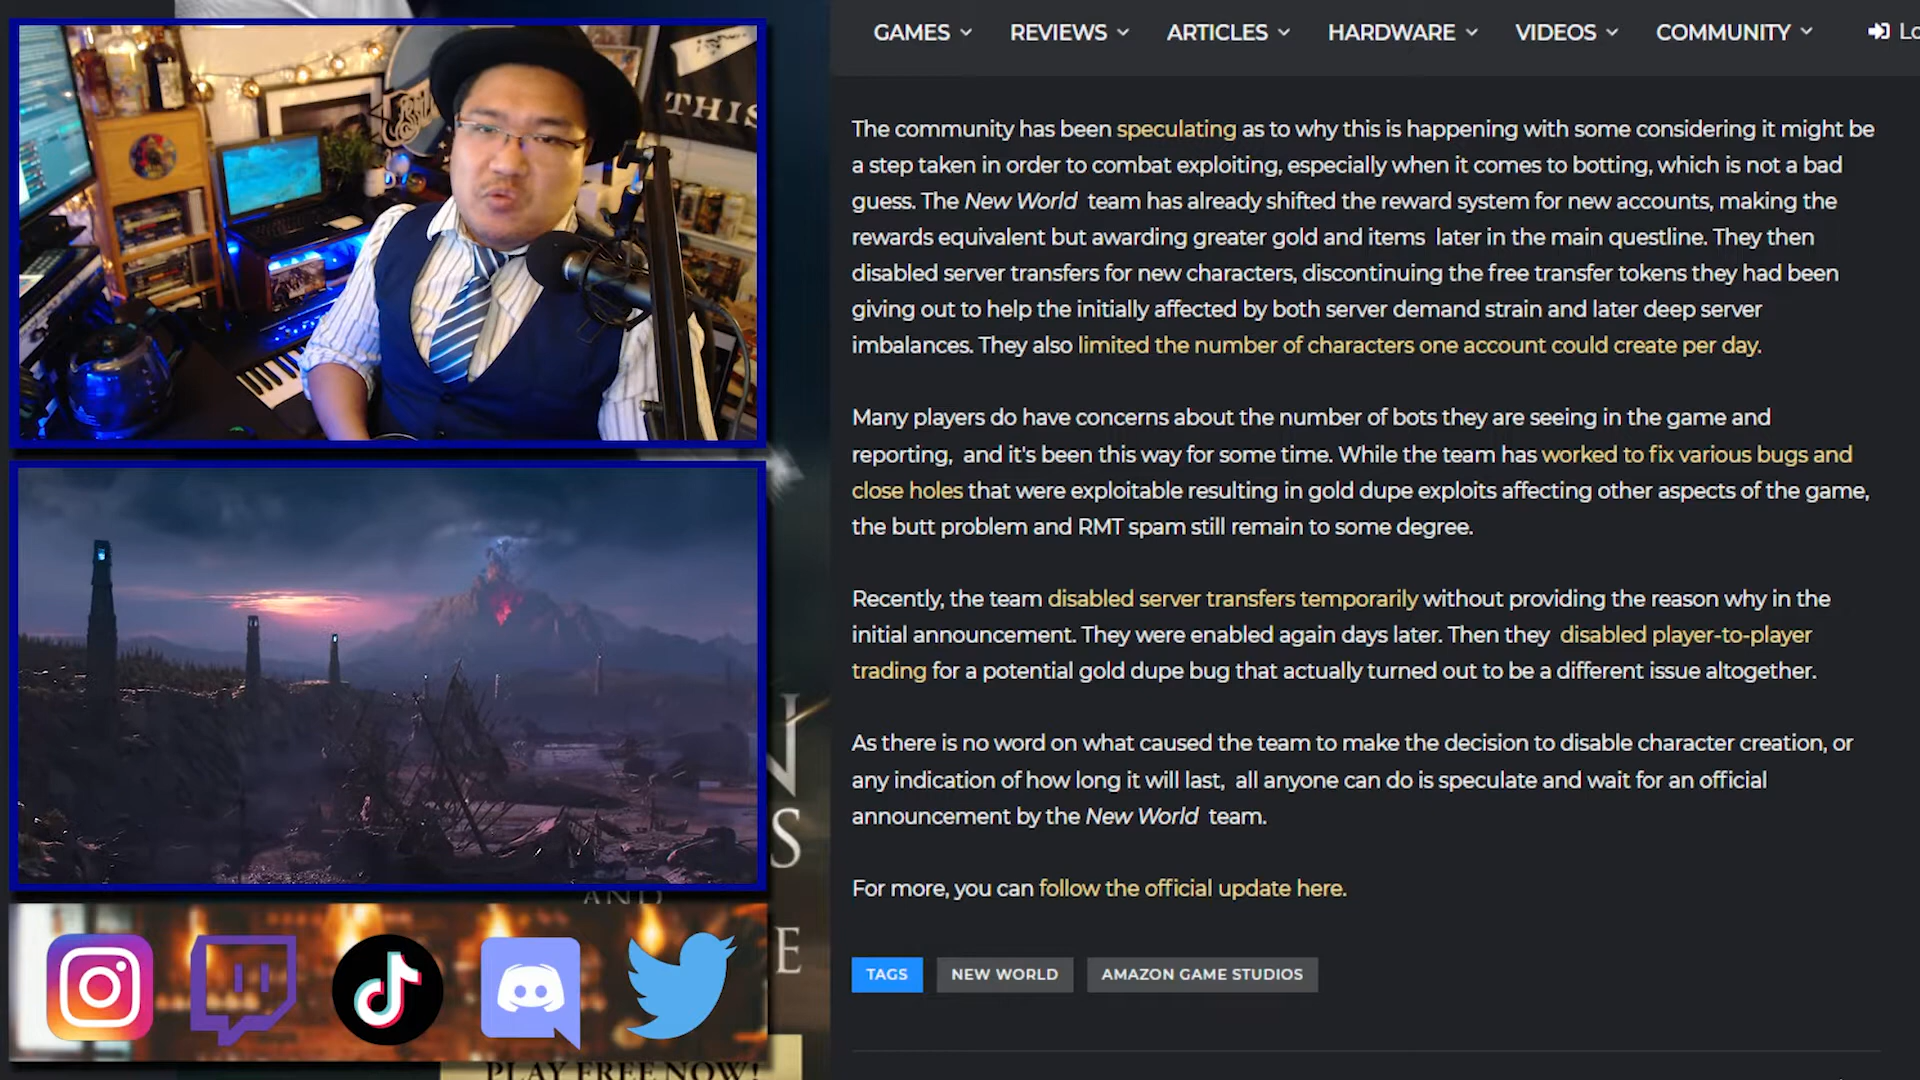 GAMES REVIEWS ARTICLES HARDWARE VIDEOS COMMUNITY Lo
THIS
The community has been speculating as to why this is happening with some considering it might be
a step taken in order to combat exploiting, especially when it comes to botting, which is not a bad
guess. The New World team has already shifted the reward system for new accounts, making the
rewards equivalent but awarding greater gold and items later in the main questline. They then
disabled server transfers for new characters, discontinuing the free transfer tokens they had been
giving out to help the initially affected by both server demand strain and later deep server
imbalances. They also limited the number of characters one account could create per day.
Many players do have concerns about the number of bots they are seeing in the game and
reporting, and it's been this way for some time. While the team has worked to fix various bugs and
close holes that were exploitable resulting in gold dupe exploits affecting other aspects of the game,
the butt problem and RMT spam still remain to some degree.
Recently, the team disabled server transfers temporarily without providing the reason why in the
initial announcement. They were enabled again days later. Then they disabled player-to-player
trading for a potential gold dupe bug that actually turned out to be a different issue altogether.
As there is no word on what caused the team to make the decision to disable character creation, or
any indication of how long it will last, all anyone can do is speculate and wait for an official
announcement by the New World team.
For more, you can follow the official update here.
TAGS NEW WORLD AMAZON GAME STUDIOS
N
S
AND
E
PLAY FREE NOW!